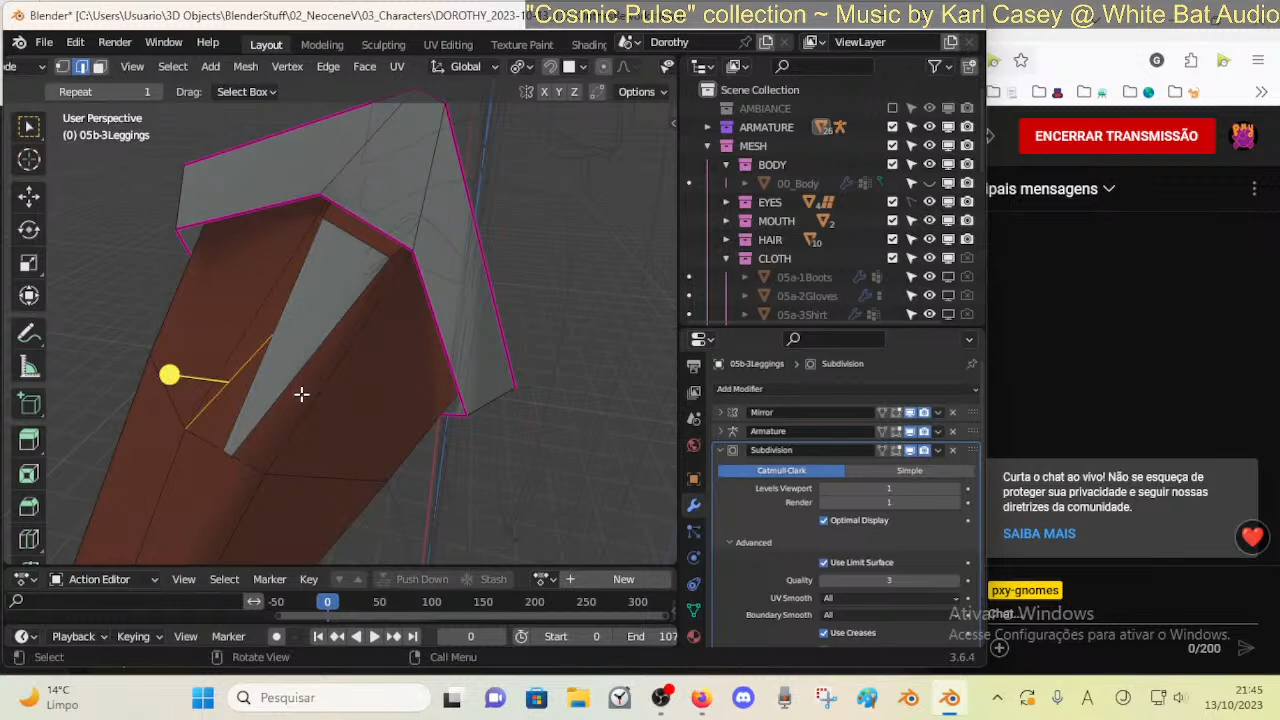 Blender* [C:\Users\Usuario\3D Objects\BlenderStuff\02_NeoceneV\03_Characters\DOROTHY_2023-10-
"Cosmic Pulse" collection ~ Music by Karl Casey @ White Bat Audio
File Edit Render Window Help Layout Modeling Sculpting UV Editing Texture Paint Shading Dorothy ViewLayer
de View Select Add Mesh Vertex Edge Face UV Global
Repeat 1 Drag: Select Box X Y Z Options
User Perspective
(0) 05b-3Leggings
Scene Collection
AMBIANCE
ARMATURE 26
MESH
BODY
00_Body
EYES 4
MOUTH 2
HAIR 10
CLOTH
05a-1Boots
05a-2Gloves
05a-3Shirt
05b-3Leggings Subdivision
Add Modifier
Mirror
Armature
Subdivision
Catmull-Clark Simple
Levels Viewport 1
Render 1
Optimal Display
Advanced
Use Limit Surface
Quality 3
UV Smooth All
Boundary Smooth All
Use Creases
Action Editor View Select Marker Key Push Down Stash New
-50 0 50 100 150 200 250 300
Playback Keying View Marker 0 Start 0 End 107
Select Rotate View Call Menu 3.6.4
ENCERRAR TRANSMISSÃO
ipais mensagens
Curta o chat ao vivo! Não se esqueça de
proteger sua privacidade e seguir nossas
diretrizes da comunidade.
SAIBA MAIS
pxy-gnomes
Chat...
0/200
Ativar o Windows
Acesse Configurações para ativar o Windows.
14°C
Limpo
Pesquisar
21:45
13/10/2023